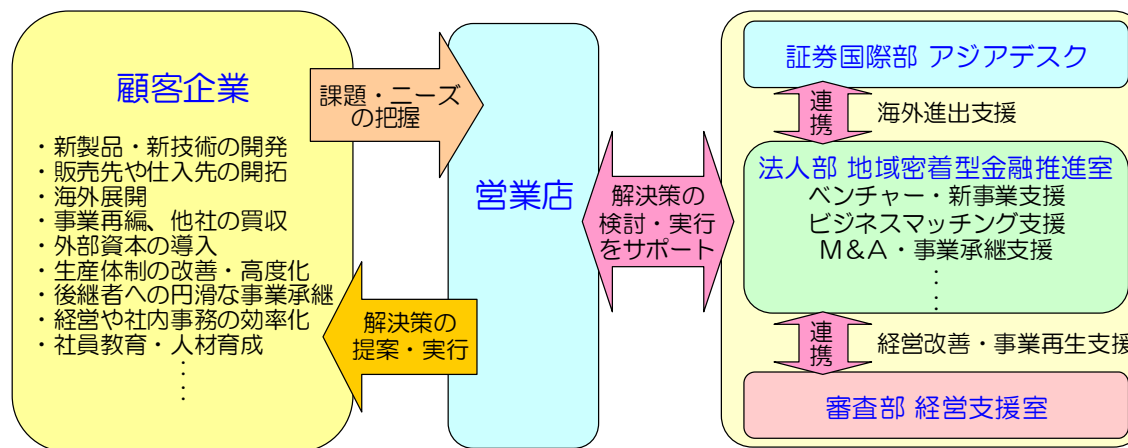 顧客企業
・新製品・新技術の開発
・販売先や仕入先の開拓
・海外展開
・事業再編、他社の買収
・外部資本の導入
・生産体制の改善・高度化
・後継者への円滑な事業承継
・経営や社内事務の効率化
・社員教育・人材育成
：
：
課題・ニーズ
の把握
解決策の
提案・実行
営業店
解決策の
検討・実行
をサポート
証券国際部 アジアデスク
連携
海外進出支援
法人部 地域密着型金融推進室
ベンチャー・新事業支援
ビジネスマッチング支援
Ｍ＆Ａ・事業承継支援
：
：
連携
経営改善・事業再生支援
審査部 経営支援室